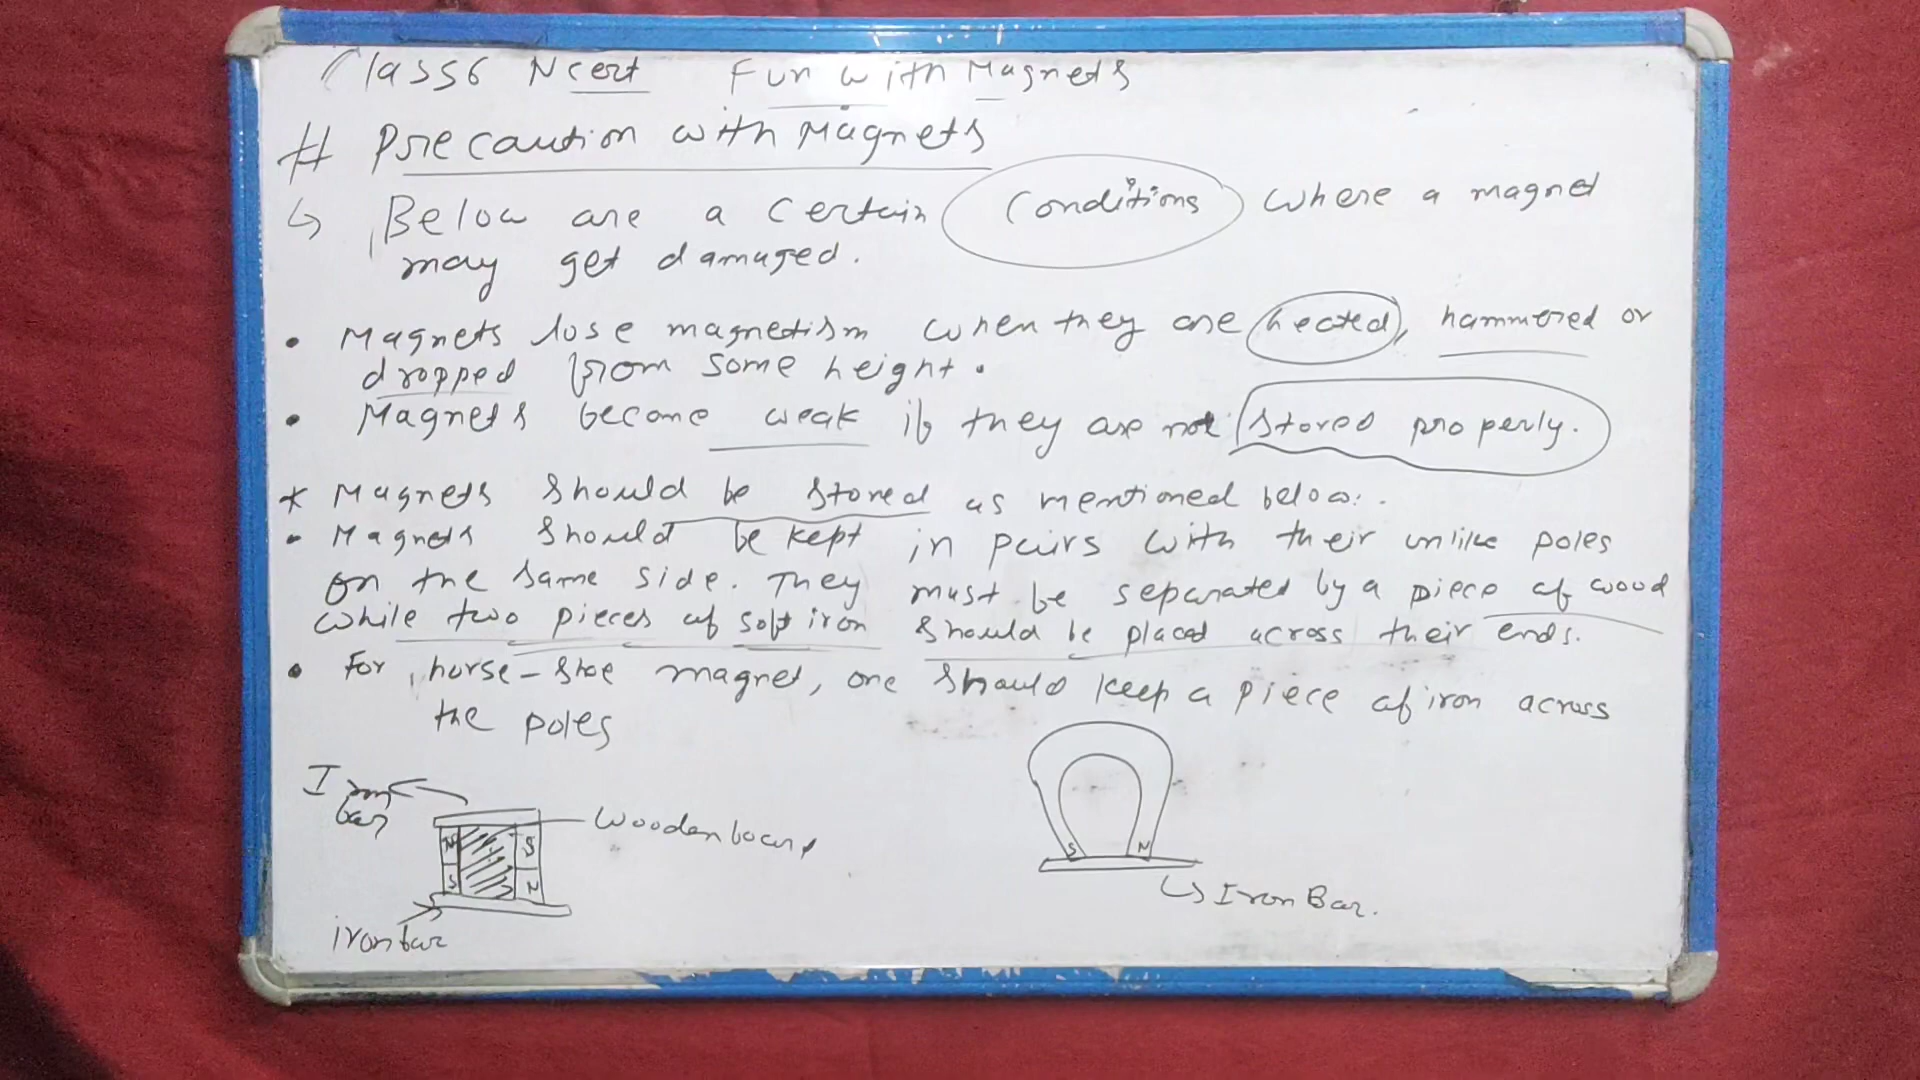 Class 6 Ncert Fun with Magnets
# Precaution with Magnets
↳ Below are a certain conditions where a magnet
may get damaged.
• Magnets lose magnetism when they are heated, hammered or
dropped from some height.
• Magnets become weak if they are not stored properly.
* Magnets should be stored as mentioned below:.
- Magnets should be kept in pairs with their unlike poles
on the same side. They must be separated by a piece of wood
while two pieces of soft iron should be placed across their ends.
• For horse-shoe magnet, one should keep a piece of iron across
the poles
Iron
bar
Wooden board
N S
S N
iron bar
S N
↳ Iron Bar.